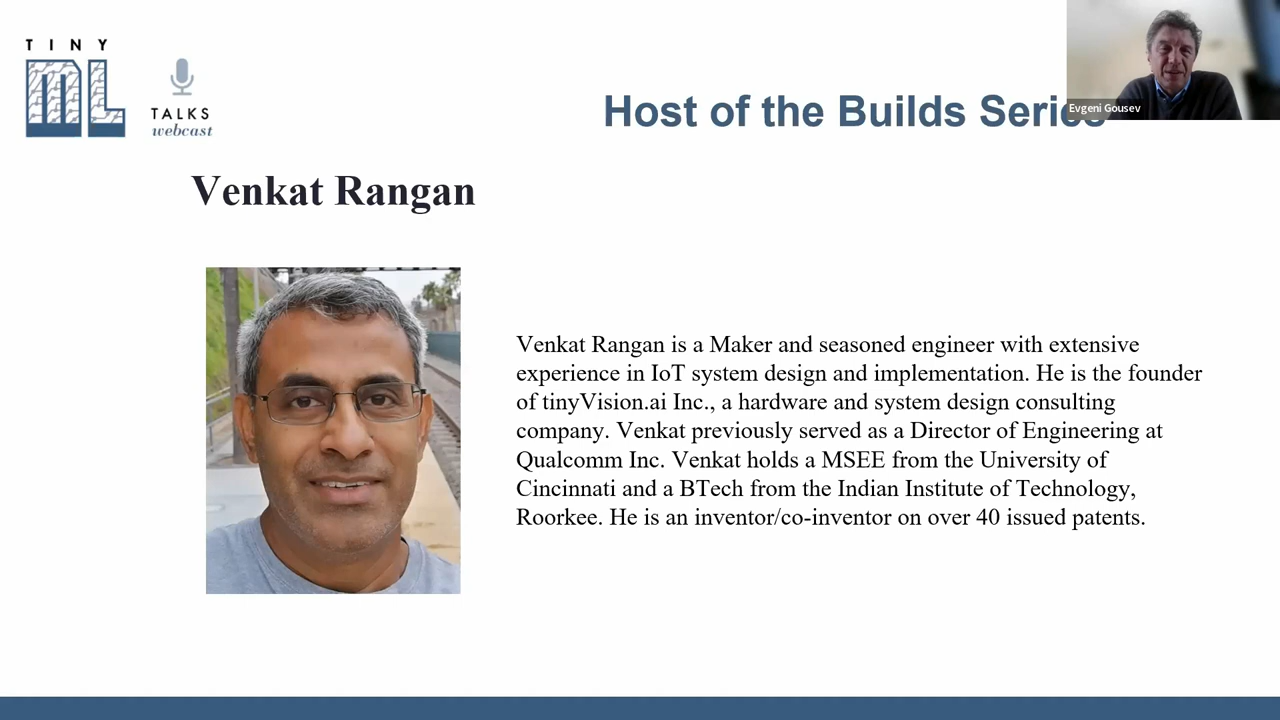 TINY
ML
TALKS
webcast
Host of the Builds Series
Evgeni Gousev
Venkat Rangan
Venkat Rangan is a Maker and seasoned engineer with extensive
experience in IoT system design and implementation. He is the founder
of tinyVision.ai Inc., a hardware and system design consulting
company. Venkat previously served as a Director of Engineering at
Qualcomm Inc. Venkat holds a MSEE from the University of
Cincinnati and a BTech from the Indian Institute of Technology,
Roorkee. He is an inventor/co-inventor on over 40 issued patents.